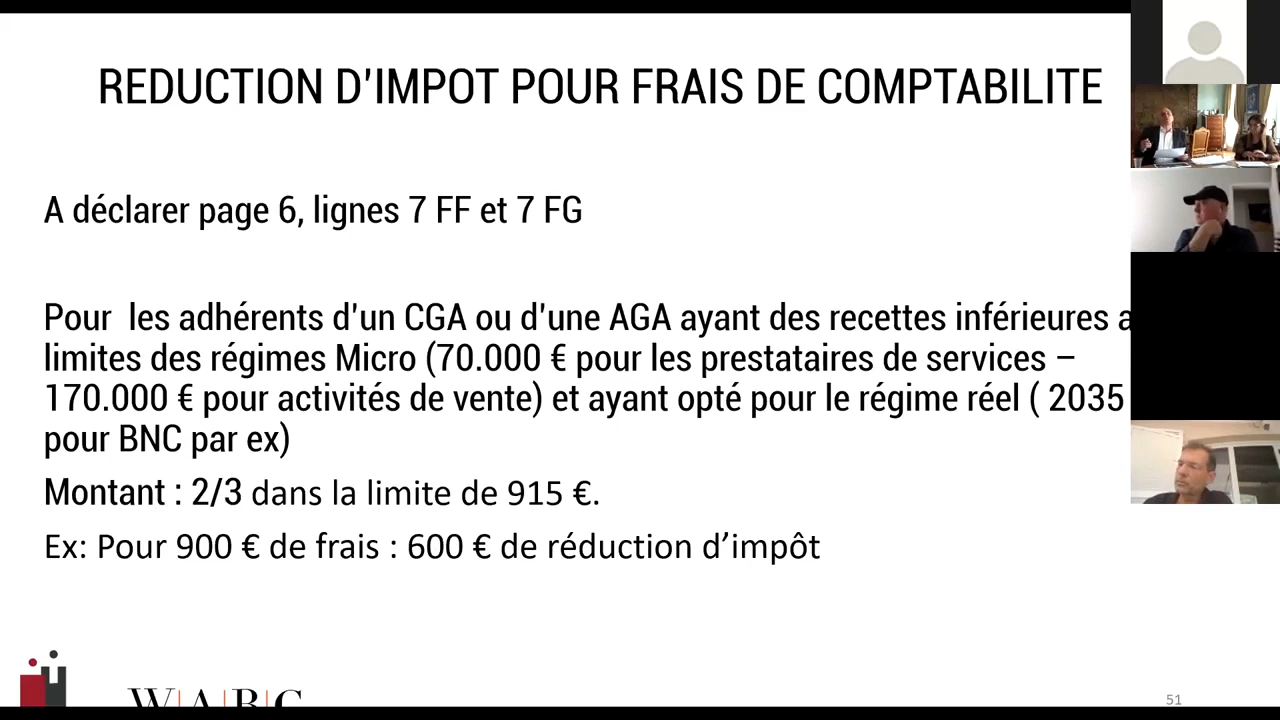 REDUCTION D'IMPOT POUR FRAIS DE COMPTABILITE
A déclarer page 6, lignes 7 FF et 7 FG
Pour les adhérents d'un CGA ou d'une AGA ayant des recettes inférieures
limites des régimes Micro (70.000 € pour les prestataires de services –
170.000 € pour activités de vente) et ayant opté pour le régime réel ( 2035
pour BNC par ex)
Montant : 2/3 dans la limite de 915 €.
Ex: Pour 900 € de frais : 600 € de réduction d’impôt
W|A|B|C
51